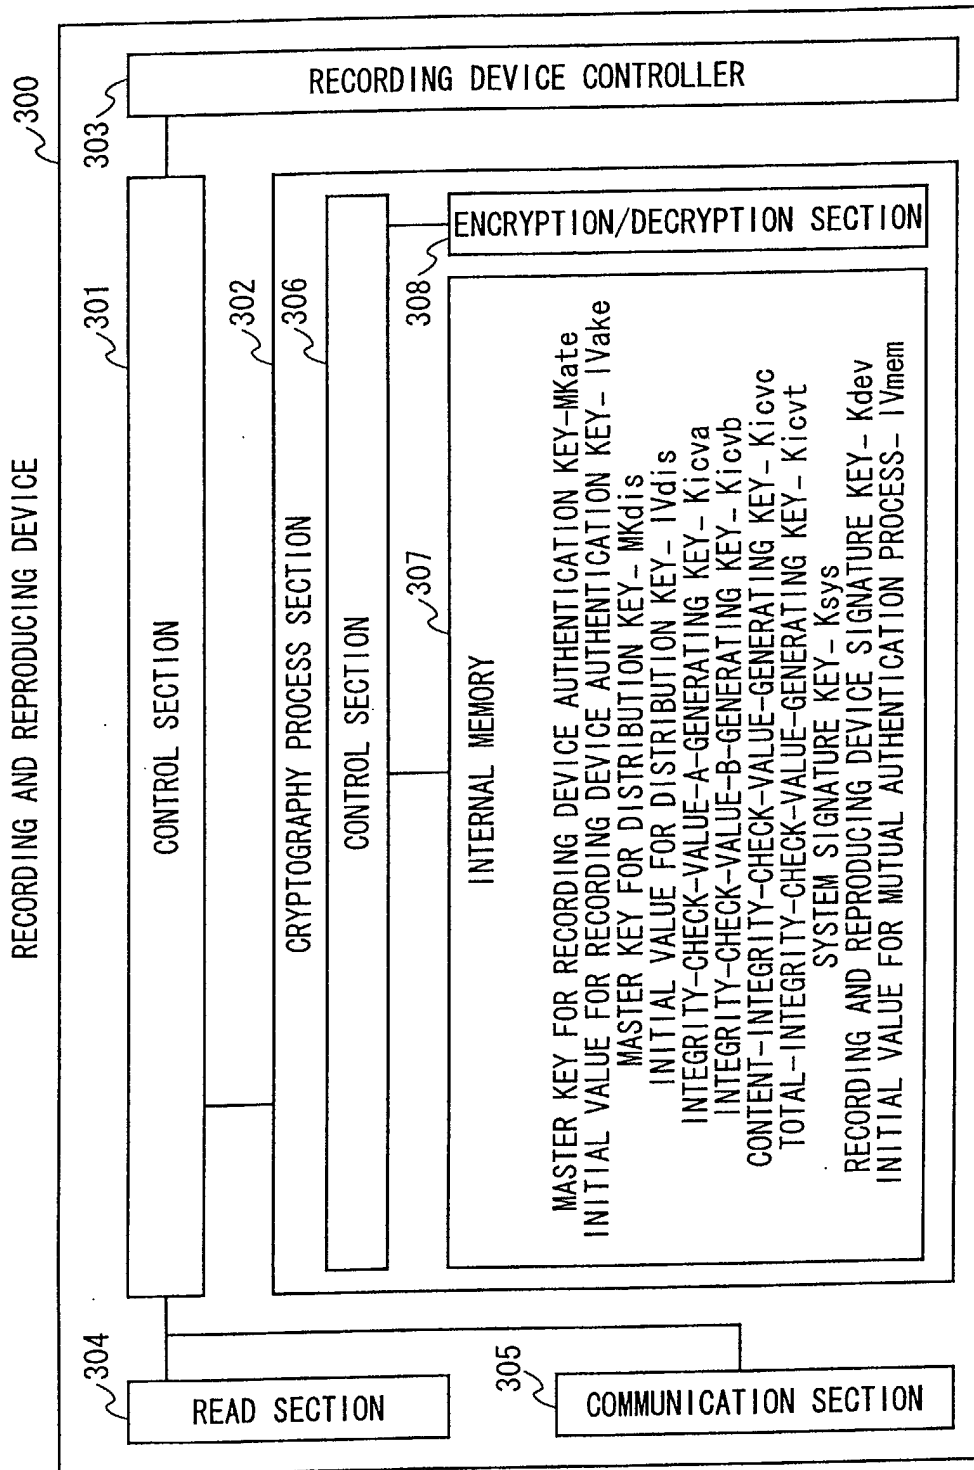 RECORDING AND REPRODUCING DEVICE
300
301
CONTROL SECTION
303
RECORDING DEVICE CONTROLLER
304
READ SECTION
305
COMMUNICATION SECTION
302
CRYPTOGRAPHY PROCESS SECTION
306
CONTROL SECTION
307
INTERNAL MEMORY
MASTER KEY FOR RECORDING DEVICE AUTHENTICATION KEY-MKate
INITIAL VALUE FOR RECORDING DEVICE AUTHENTICATION KEY- IVake
MASTER KEY FOR DISTRIBUTION KEY- MKdis
INITIAL VALUE FOR DISTRIBUTION KEY- IVdis
INTEGRITY-CHECK-VALUE-A-GENERATING KEY- Kicva
INTEGRITY-CHECK-VALUE-B-GENERATING KEY- Kicvb
CONTENT-INTEGRITY-CHECK-VALUE-GENERATING KEY- Kicvc
TOTAL-INTEGRITY-CHECK-VALUE-GENERATING KEY- Kicvt
SYSTEM SIGNATURE KEY- Ksys
RECORDING AND REPRODUCING DEVICE SIGNATURE KEY- Kdev
INITIAL VALUE FOR MUTUAL AUTHENTICATION PROCESS- IVmem
308
ENCRYPTION/DECRYPTION SECTION